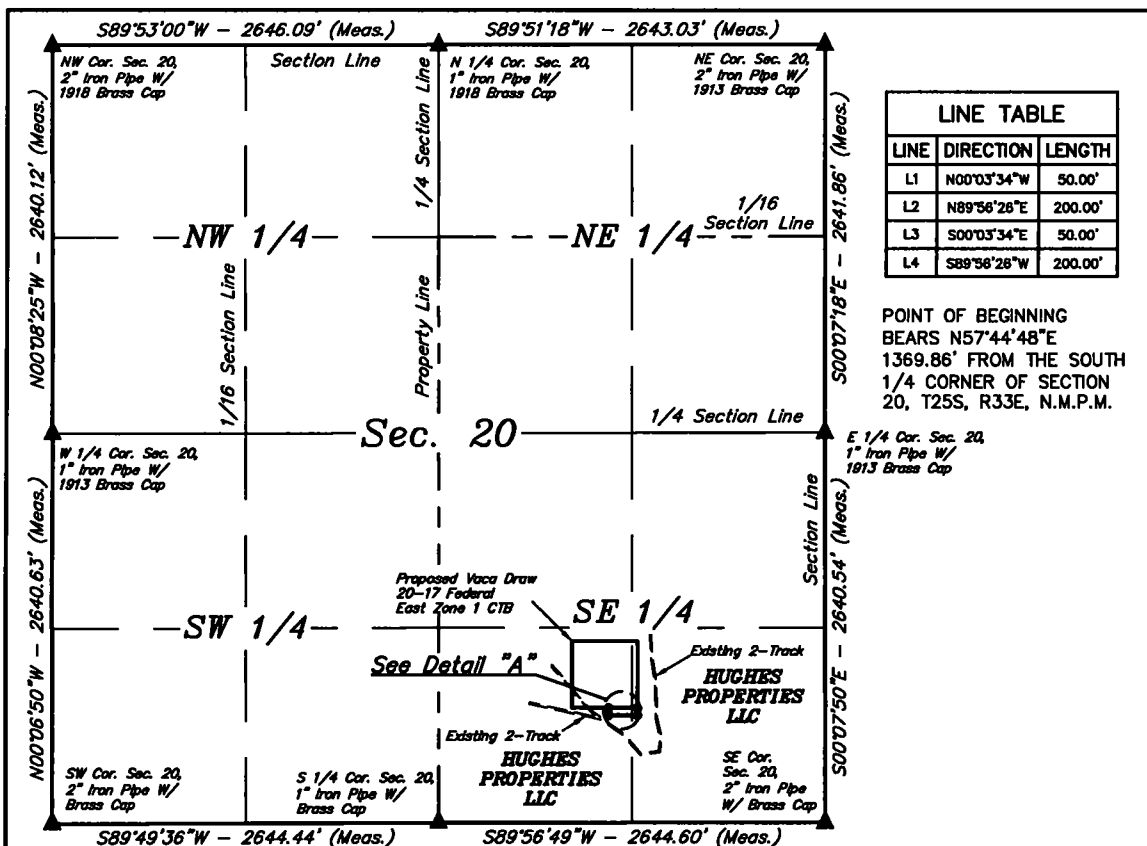 S89°53'00"W - 2646.09' (Meas.)
S89°51'18"W - 2643.03' (Meas.)
NW Cor. Sec. 20,
2" Iron Pipe W/
1918 Brass Cap
Section Line
N 1/4 Cor. Sec. 20,
1" Iron Pipe W/
1918 Brass Cap
NE Cor. Sec. 20,
2" Iron Pipe W/
1913 Brass Cap
N00°08'25"W - 2640.12' (Meas.)
1/4 Section Line
S00°07'18"E - 2641.86' (Meas.)
NW 1/4
NE 1/4
1/16
Section Line
1/16 Section Line
Property Line
Sec. 20
1/4 Section Line
W 1/4 Cor. Sec. 20,
1" Iron Pipe W/
1913 Brass Cap
E 1/4 Cor. Sec. 20,
1" Iron Pipe W/
1913 Brass Cap
N00°06'50"W - 2640.63' (Meas.)
Section Line
S00°07'50"E - 2640.54' (Meas.)
Proposed Vaca Draw
20-17 Federal
East Zone 1 CTB
SW 1/4
SE 1/4
See Detail "A"
Existing 2-Track
HUGHES
PROPERTIES
LLC
Existing 2-Track
HUGHES
PROPERTIES
LLC
SW Cor. Sec. 20,
2" Iron Pipe W/
Brass Cap
S 1/4 Cor. Sec. 20,
1" Iron Pipe W/
Brass Cap
SE Cor.
Sec. 20,
2" Iron Pipe
W/ Brass Cap
S89°49'36"W - 2644.44' (Meas.)
S89°56'49"W - 2644.60' (Meas.)
LINE TABLE
LINE DIRECTION LENGTH
L1 N00°03'34"W 50.00'
L2 N89°56'26"E 200.00'
L3 S00°03'34"E 50.00'
L4 S89°56'26"W 200.00'
POINT OF BEGINNING
BEARS N57°44'48"E
1369.86' FROM THE SOUTH
1/4 CORNER OF SECTION
20, T25S, R33E, N.M.P.M.